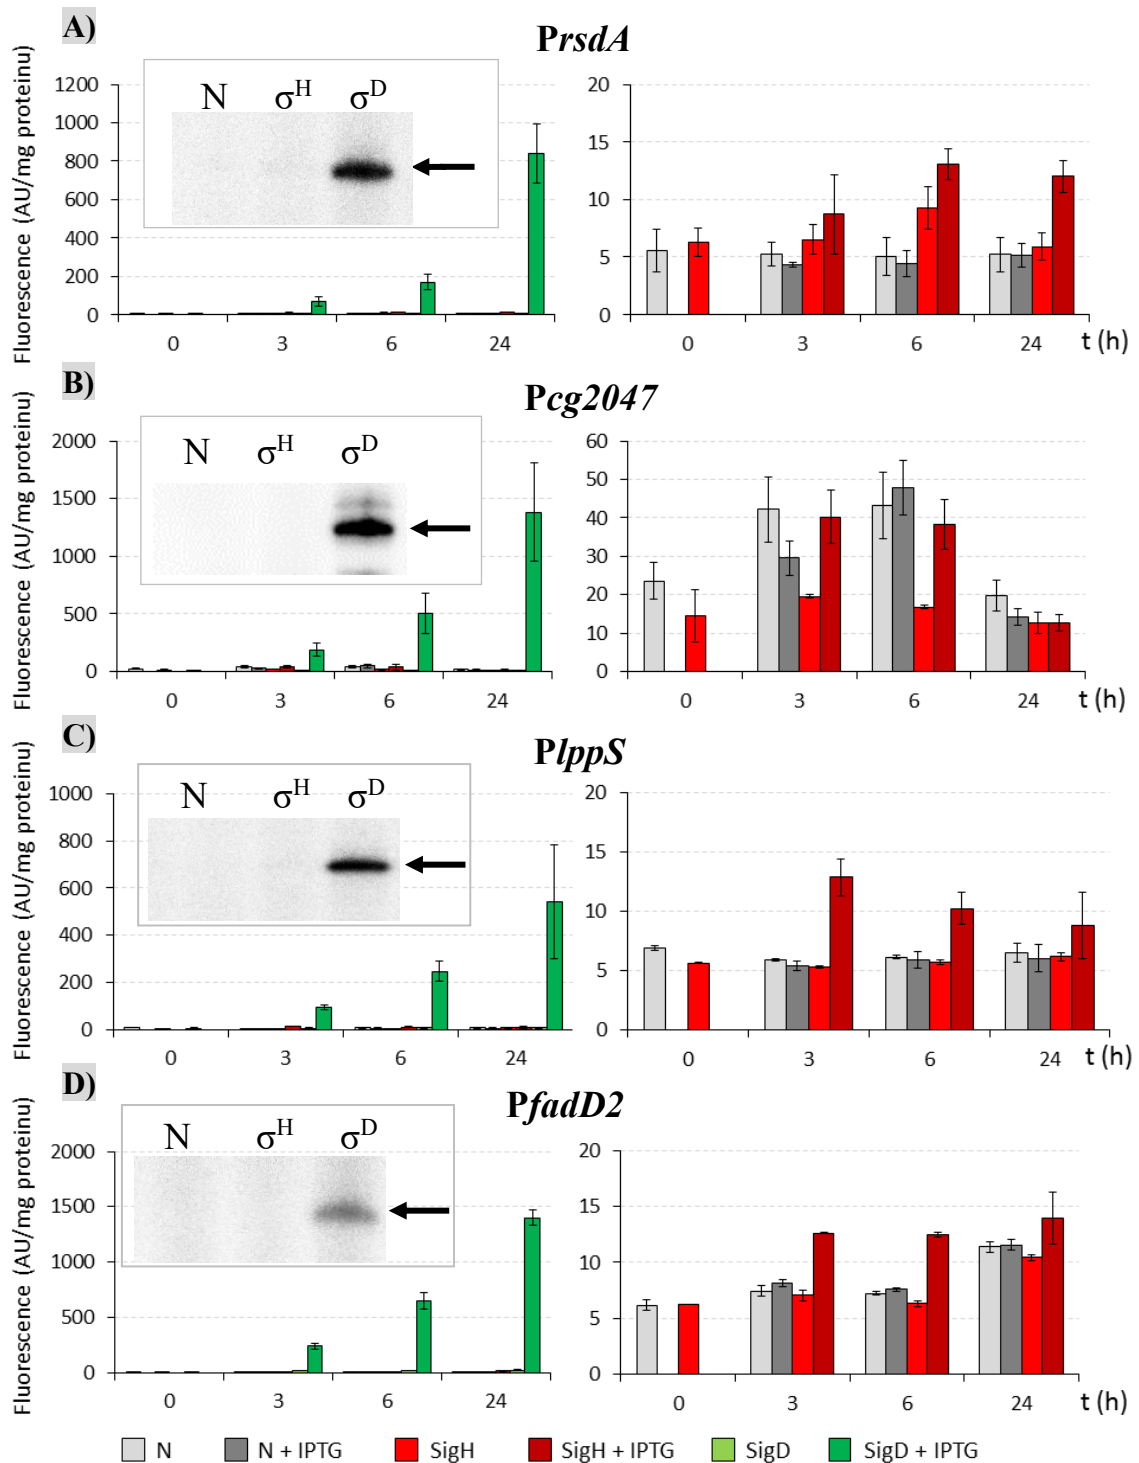 A)
PrsdA
Fluorescence (AU/mg proteinu)
1200
1000
800
600
400
200
0
N σH σD
0 3 6 24
20
15
10
5
0
0 3 6 24 t (h)
B)
Pcg2047
Fluorescence (AU/mg proteinu)
2000
1500
1000
500
0
N σH σD
0 3 6 24
60
50
40
30
20
10
0
0 3 6 24 t (h)
C)
PlppS
Fluorescence (AU/mg proteinu)
1000
800
600
400
200
0
N σH σD
0 3 6 24
20
15
10
5
0
0 3 6 24 t (h)
D)
PfadD2
Fluorescence (AU/mg proteinu)
2000
1500
1000
500
0
N σH σD
0 3 6 24
20
15
10
5
0
0 3 6 24 t (h)
N N + IPTG SigH SigH + IPTG SigD SigD + IPTG